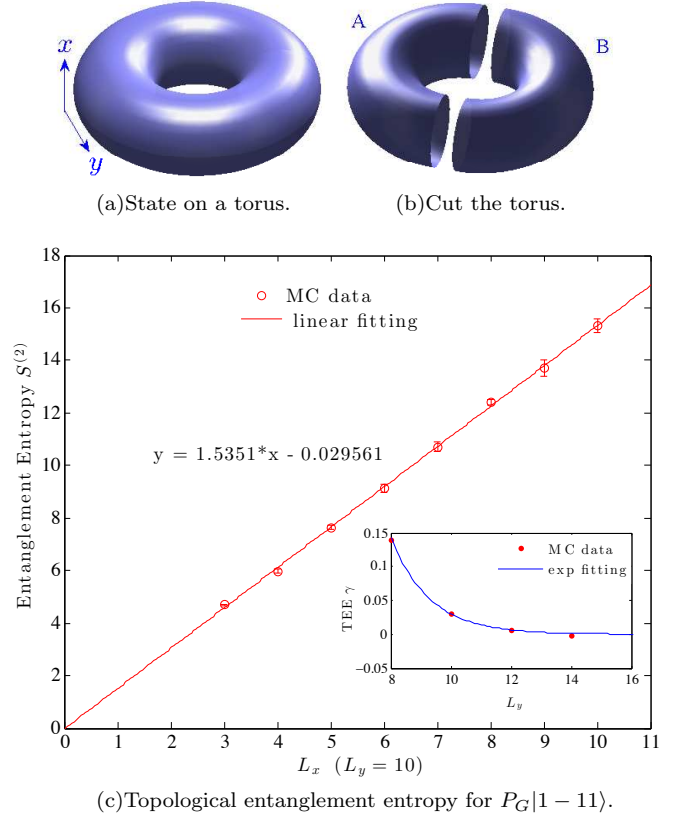 A
B
x
y
(a)State on a torus.
(b)Cut the torus.
18
16
14
12
10
8
6
4
2
0
Entanglement Entropy S^{(2)}
MC data
linear fitting
y = 1.5351*x - 0.029561
0.15
0.1
0.05
0
−0.05
TEE γ
MC data
exp fitting
8
10
12
14
16
L_y
0 1 2 3 4 5 6 7 8 9 10 11
L_x (L_y = 10)
(c)Topological entanglement entropy for P_G|1 − 11⟩.